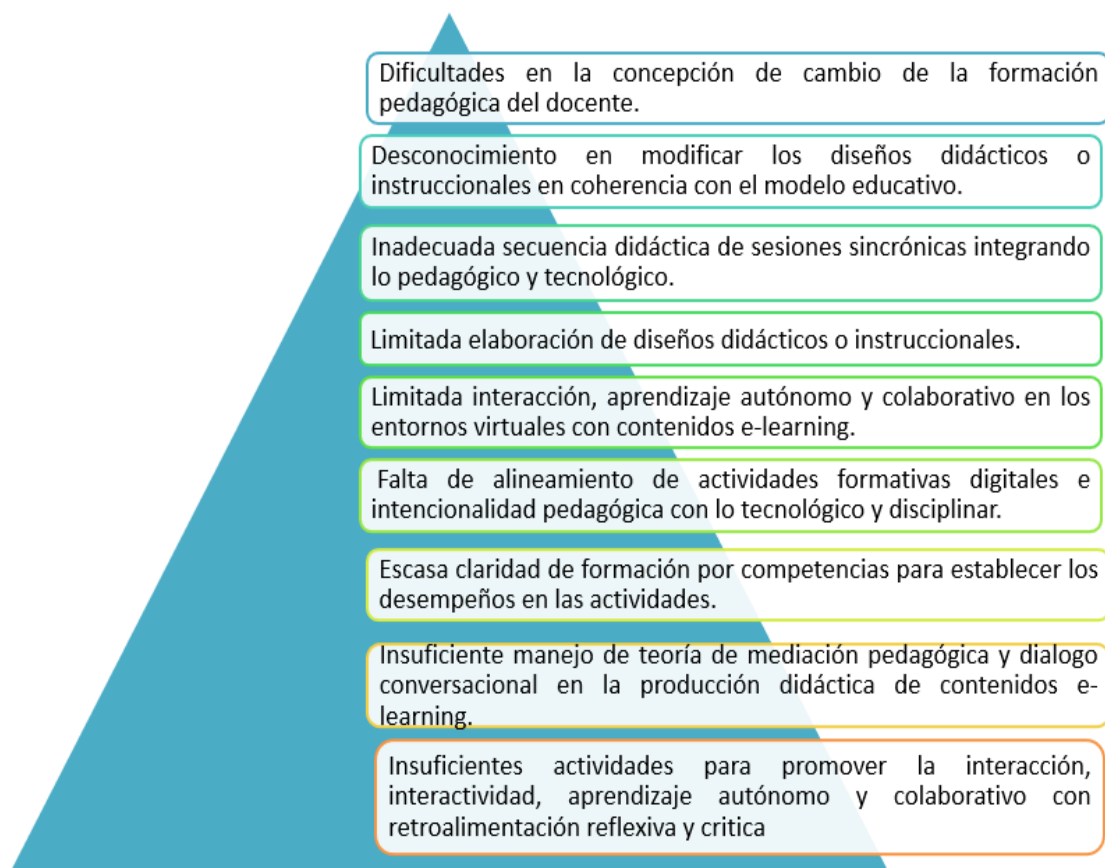 Dificultades en la concepción de cambio de la formación
pedagógica del docente.
Desconocimiento en modificar los diseños didácticos o
instruccionales en coherencia con el modelo educativo.
Inadecuada secuencia didáctica de sesiones sincrónicas integrando
lo pedagógico y tecnológico.
Limitada elaboración de diseños didácticos o instruccionales.
Limitada interacción, aprendizaje autónomo y colaborativo en los
entornos virtuales con contenidos e-learning.
Falta de alineamiento de actividades formativas digitales e
intencionalidad pedagógica con lo tecnológico y disciplinar.
Escasa claridad de formación por competencias para establecer los
desempeños en las actividades.
Insuficiente manejo de teoría de mediación pedagógica y dialogo
conversacional en la producción didáctica de contenidos e-
learning.
Insuficientes actividades para promover la interacción,
interactividad, aprendizaje autónomo y colaborativo con
retroalimentación reflexiva y critica